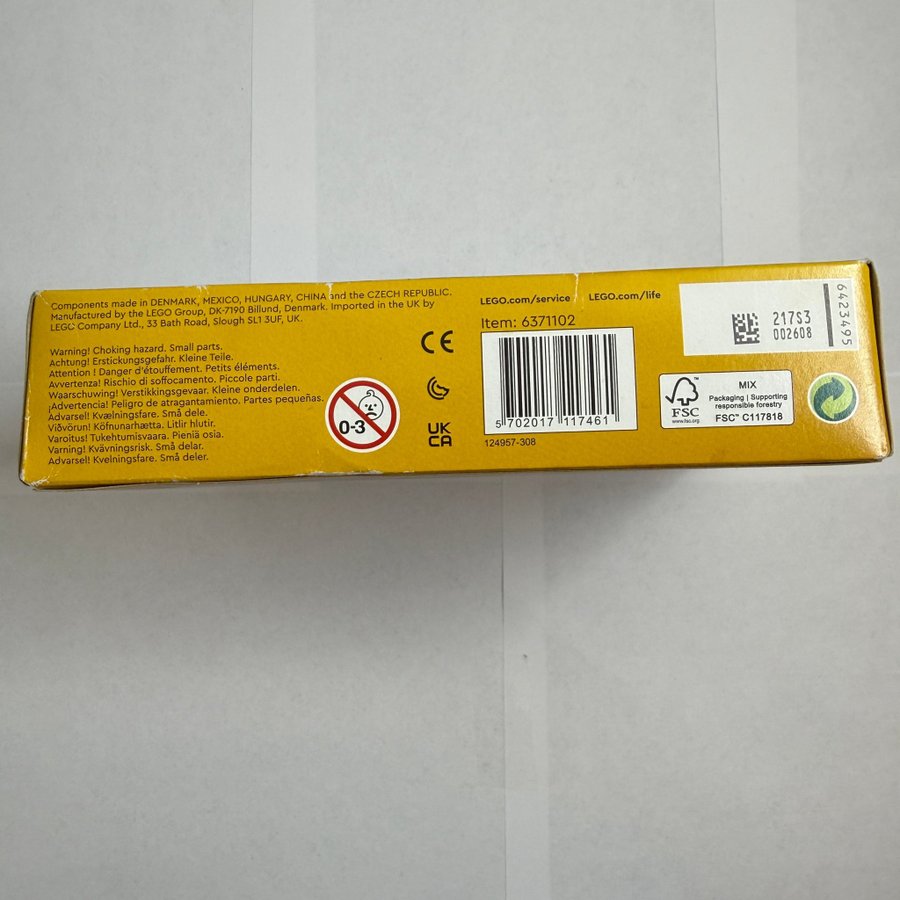 Components made in DENMARK, MEXICO, HUNGARY, CHINA and the CZECH REPUBLIC.
Manufactured by the LEGO Group, DK-7190 Billund, Denmark. Imported in the UK by
LEGO Company Ltd., 33 Bath Road, Slough SL1 3UF, UK.
Warning! Choking hazard. Small parts.
Achtung! Erstickungsgefahr. Kleine Teile.
Attention ! Danger d'étouffement. Petits éléments.
Avvertenza! Rischio di soffocamento. Piccole parti.
Waarschuwing! Verstikkingsgevaar. Kleine onderdelen.
¡Advertencia! Peligro de atragantamiento, Partes pequeñas.
Advarsel! Kvælningsfare. Små dele.
Viðvörun! Köfnunarhætta. Litlir hlutir.
Varoitus! Tukehtumisvaara. Pieniä osia.
Varning! Kvävningsrisk. Små delar.
Advarsel! Kvelningsfare. Små deler.
0-3
CE
UK
CA
LEGO.com/service
LEGO.com/life
Item: 6371102
5 702017 117461
124957-308
217S3
002608
6423495
FSC
www.fsc.org
MIX
Packaging | Supporting
responsible forestry
FSC™ C117818